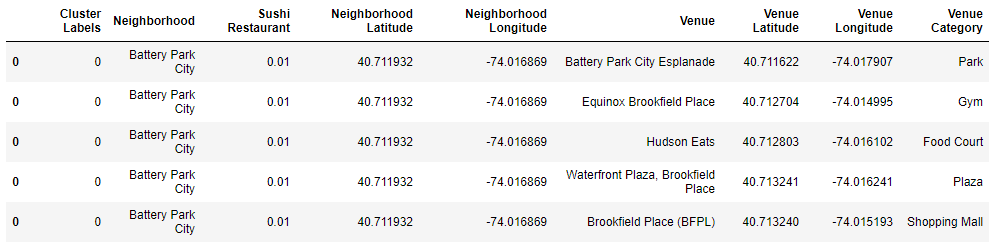 Cluster Labels Neighborhood Sushi Restaurant Neighborhood Latitude Neighborhood Longitude Venue Venue Latitude Venue Longitude Venue Category
0 0 Battery Park City 0.01 40.711932 -74.016869 Battery Park City Esplanade 40.711622 -74.017907 Park
0 0 Battery Park City 0.01 40.711932 -74.016869 Equinox Brookfield Place 40.712704 -74.014995 Gym
0 0 Battery Park City 0.01 40.711932 -74.016869 Hudson Eats 40.712803 -74.016102 Food Court
0 0 Battery Park City 0.01 40.711932 -74.016869 Waterfront Plaza, Brookfield Place 40.713241 -74.016241 Plaza
0 0 Battery Park City 0.01 40.711932 -74.016869 Brookfield Place (BFPL) 40.713240 -74.015193 Shopping Mall